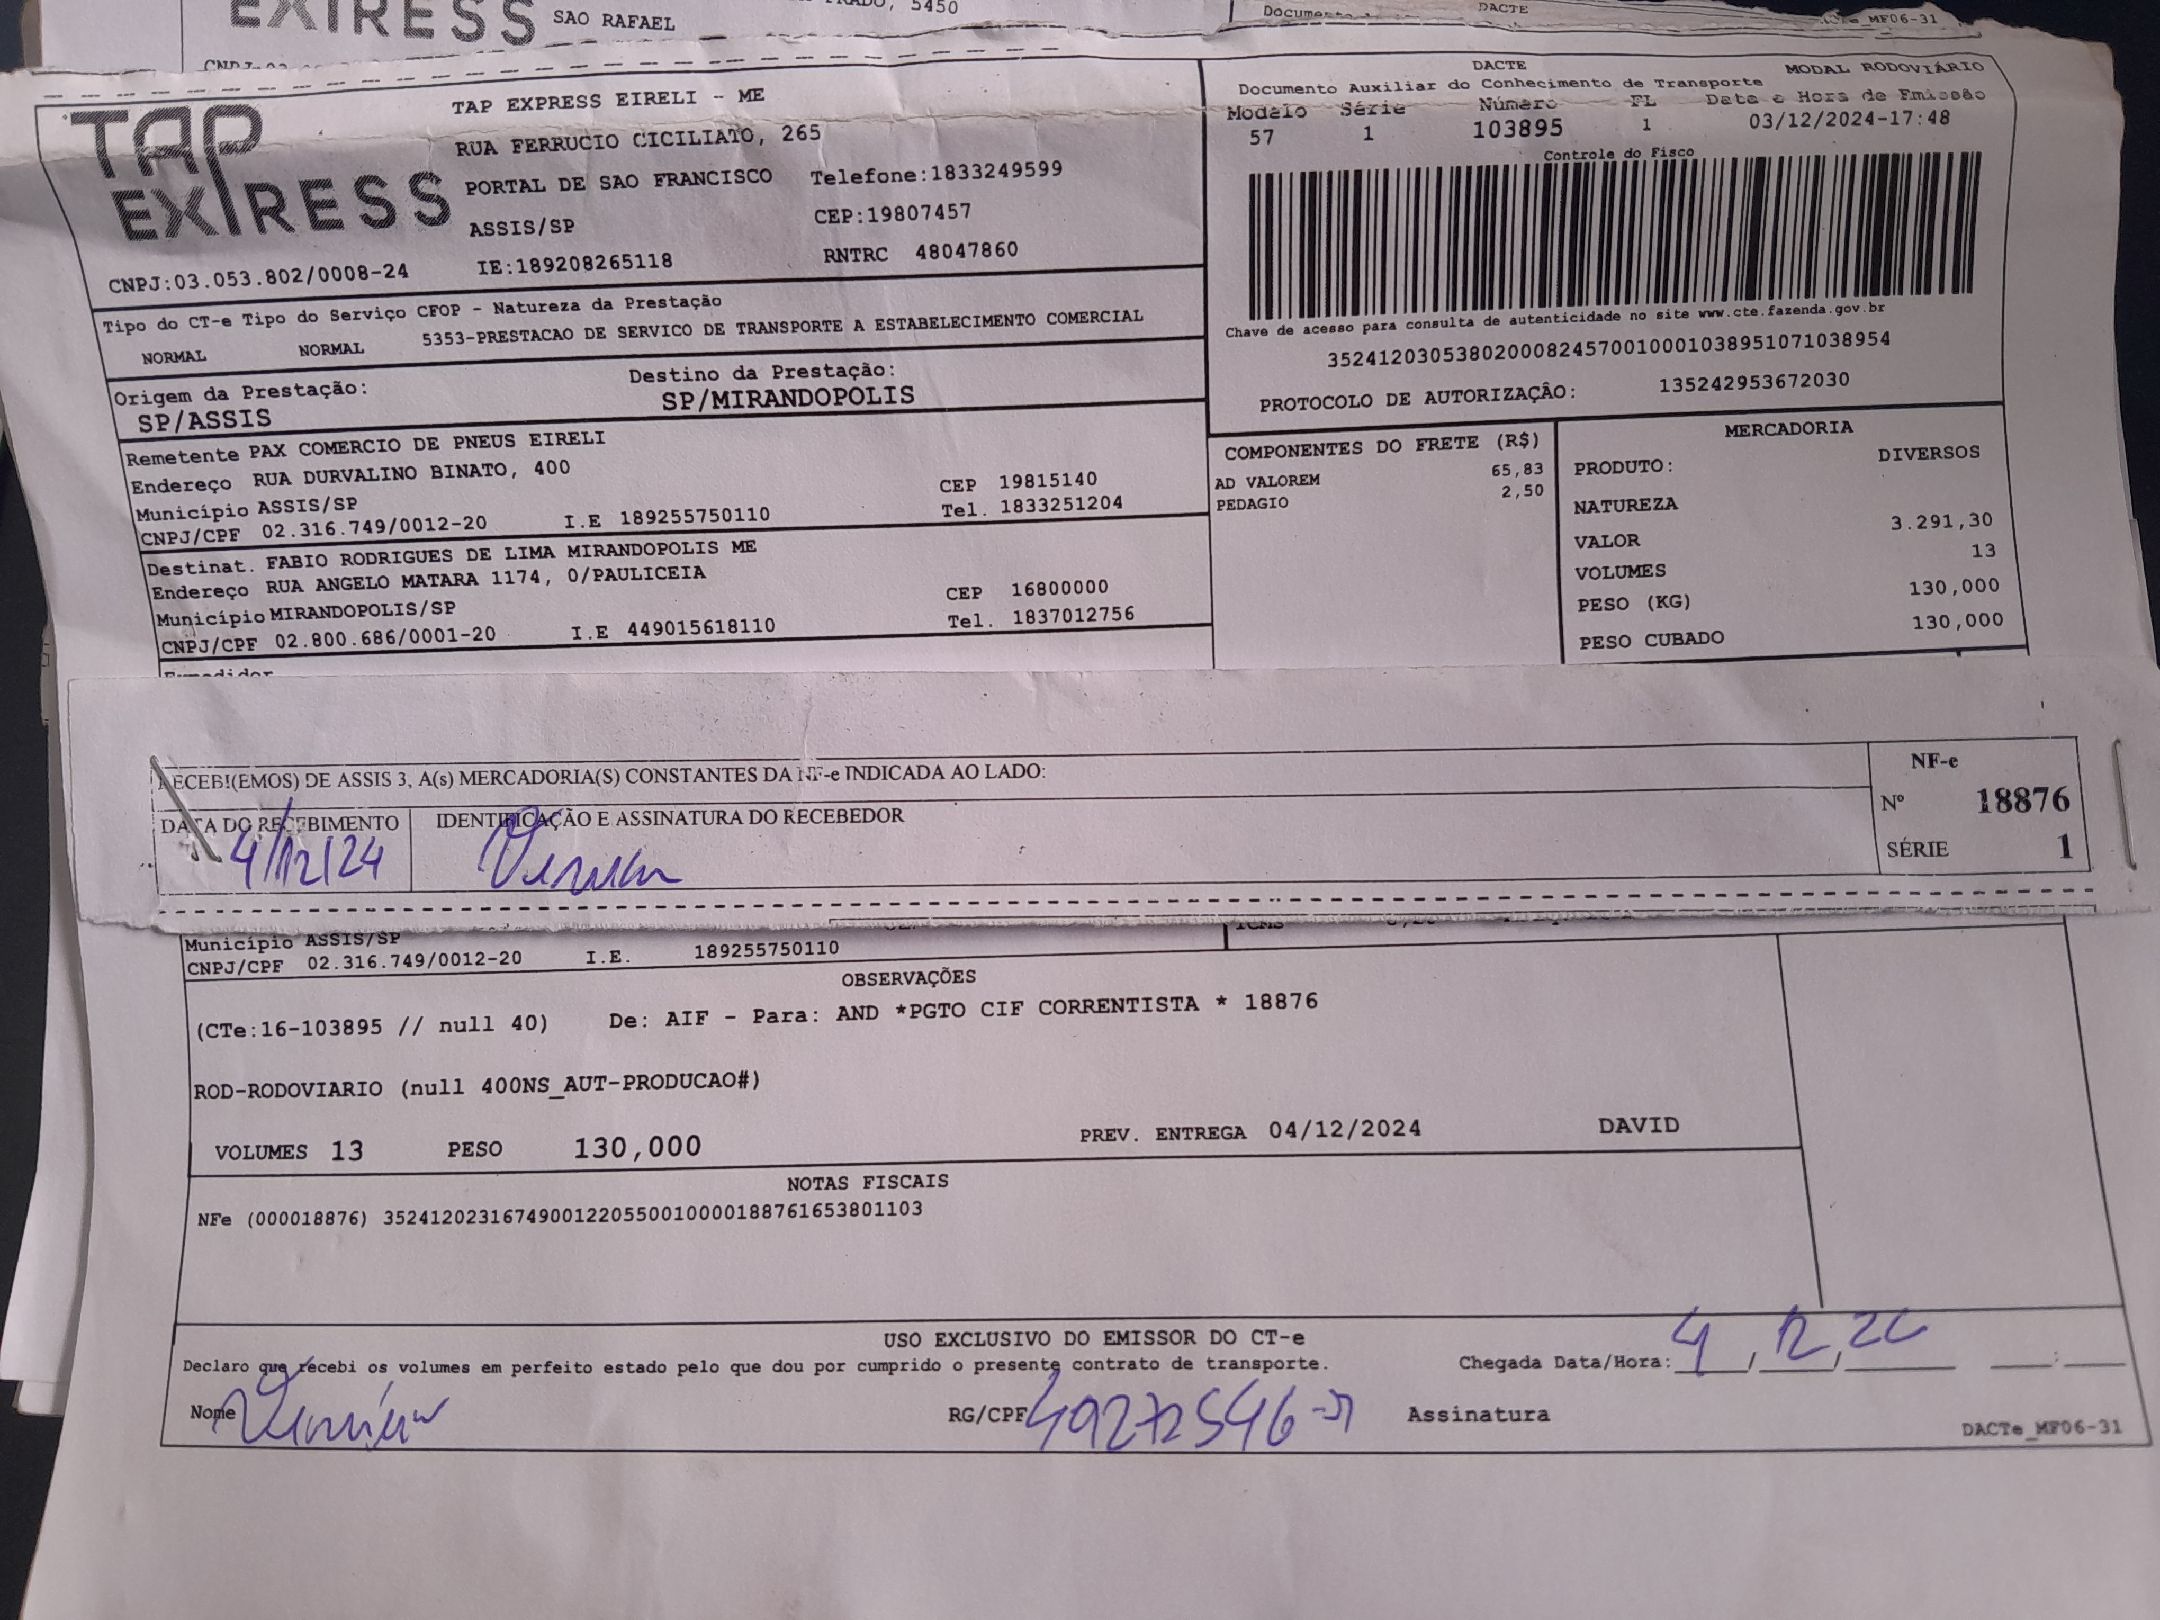 EXPRESS SAO RAFAEL
5450
DACTE
MF06-31
TAP EXPRESS
TAP EXPRESS EIRELI - ME
RUA FERRUCIO CICILIATO, 265
PORTAL DE SAO FRANCISCO Telefone:1833249599
ASSIS/SP CEP:19807457
CNPJ:03.053.802/0008-24 IE:189208265118 RNTRC 48047860
DACTE MODAL RODOVIÁRIO
Documento Auxiliar do Conhecimento de Transporte
Modelo Série Número FL Data e Hora de Emissão
57 1 103895 1 03/12/2024-17:48
Controle do Fisco
Chave de acesso para consulta de autenticidade no site www.cte.fazenda.gov.br
35241203053802000824570010001038951071038954
PROTOCOLO DE AUTORIZAÇÃO: 135242953672030
Tipo do CT-e Tipo do Serviço CFOP - Natureza da Prestação
NORMAL NORMAL 5353-PRESTACAO DE SERVICO DE TRANSPORTE A ESTABELECIMENTO COMERCIAL
Origem da Prestação: Destino da Prestação:
SP/ASSIS SP/MIRANDOPOLIS
Remetente PAX COMERCIO DE PNEUS EIRELI
Endereço RUA DURVALINO BINATO, 400
Município ASSIS/SP CEP 19815140
CNPJ/CPF 02.316.749/0012-20 I.E 189255750110 Tel. 1833251204
Destinat. FABIO RODRIGUES DE LIMA MIRANDOPOLIS ME
Endereço RUA ANGELO MATARA 1174, 0/PAULICEIA
Município MIRANDOPOLIS/SP CEP 16800000
CNPJ/CPF 02.800.686/0001-20 I.E 449015618110 Tel. 1837012756
COMPONENTES DO FRETE (R$)
AD VALOREM 65,83
PEDAGIO 2,50
MERCADORIA
PRODUTO: DIVERSOS
NATUREZA
VALOR 3.291,30
VOLUMES 13
PESO (KG) 130,000
PESO CUBADO 130,000
RECEBI(EMOS) DE ASSIS 3, A(s) MERCADORIA(S) CONSTANTES DA NF-e INDICADA AO LADO:
DATA DO RECEBIMENTO IDENTIFICAÇÃO E ASSINATURA DO RECEBEDOR
4/12/24
NF-e
Nº 18876
SÉRIE 1
Município ASSIS/SP
CNPJ/CPF 02.316.749/0012-20 I.E. 189255750110
OBSERVAÇÕES
(CTe:16-103895 // null 40) De: AIF - Para: AND *PGTO CIF CORRENTISTA * 18876
ROD-RODOVIARIO (null 400NS_AUT-PRODUCAO#)
VOLUMES 13 PESO 130,000 PREV. ENTREGA 04/12/2024 DAVID
NOTAS FISCAIS
NFe (000018876) 35241202316749001220550010000188761653801103
USO EXCLUSIVO DO EMISSOR DO CT-e
Declaro que recebi os volumes em perfeito estado pelo que dou por cumprido o presente contrato de transporte. Chegada Data/Hora: 4/12/24
Nome RG/CPF Assinatura
DACTe_MF06-31